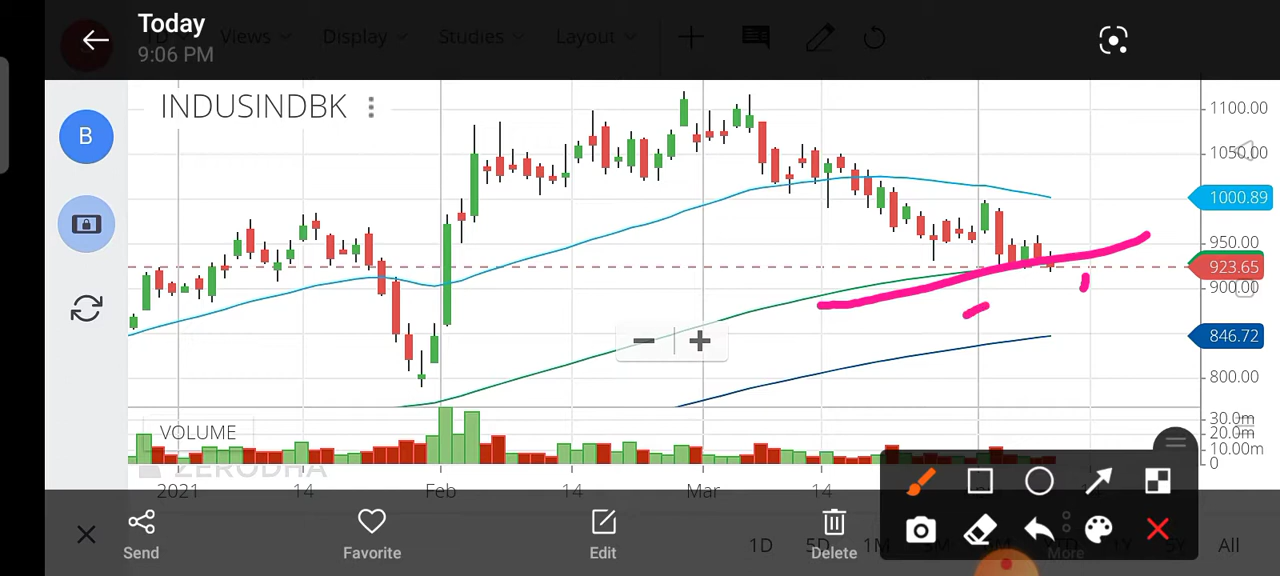 Today
9:06 PM
Views Display Studies Layout
INDUSINDBK
B
1100.00
1050.00
1000.89
950.00
923.65
900.00
846.72
800.00
VOLUME
30.0m
20.0m
10.00m
0
ZERODHA
2021 14 Feb 14 Mar 14
1D 5D 1M 1Y 5Y All
Send Favorite Edit Delete More